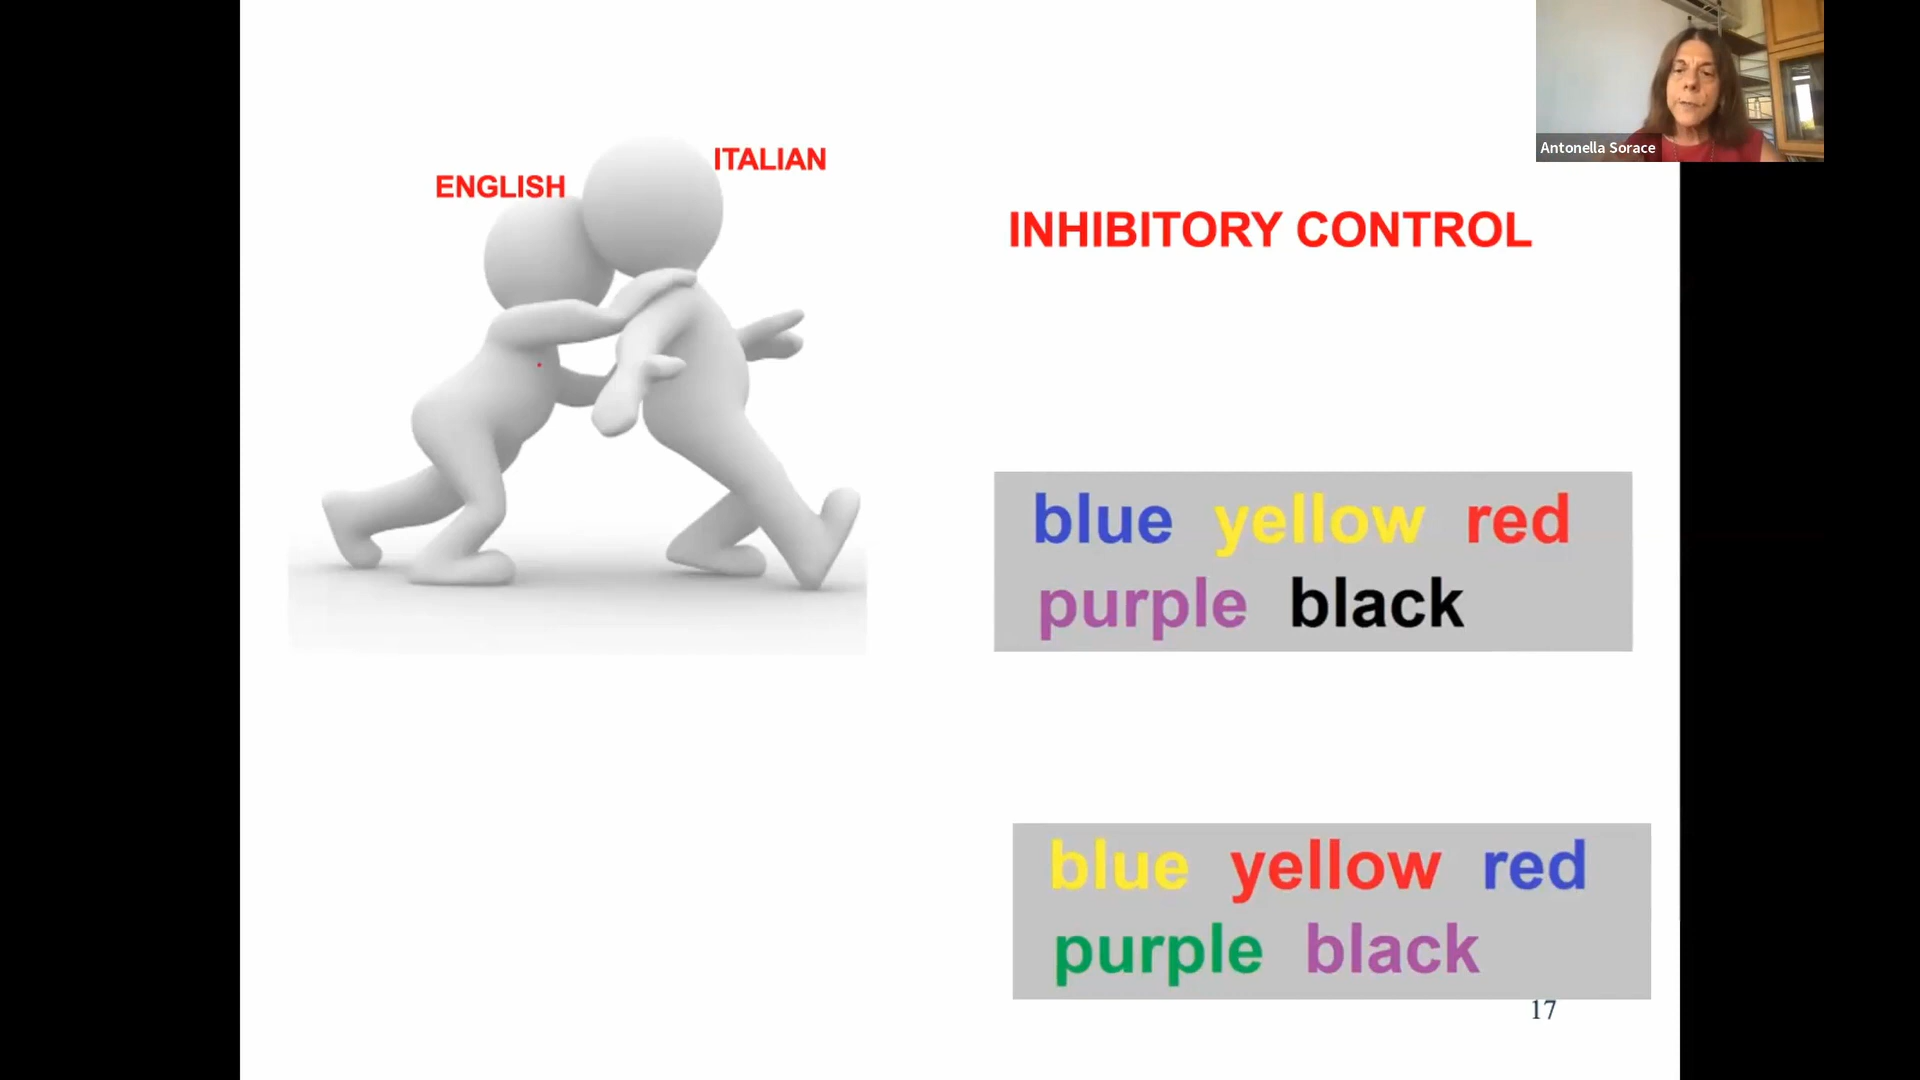 Antonella Sorace
ITALIAN
ENGLISH
INHIBITORY CONTROL
blue yellow red
purple black
blue yellow red
purple black
17